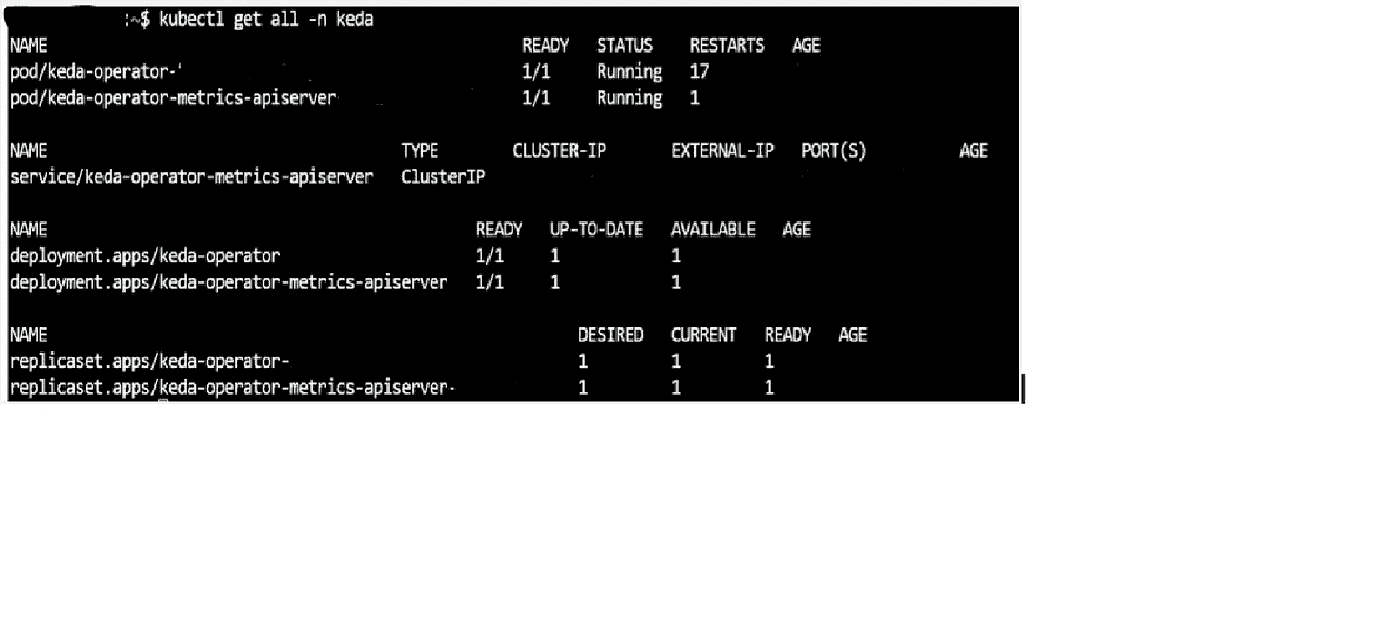 :~$ kubectl get all -n keda
NAME READY STATUS RESTARTS AGE
pod/keda-operator- 1/1 Running 17
pod/keda-operator-metrics-apiserver 1/1 Running 1
NAME TYPE CLUSTER-IP EXTERNAL-IP PORT(S) AGE
service/keda-operator-metrics-apiserver ClusterIP
NAME READY UP-TO-DATE AVAILABLE AGE
deployment.apps/keda-operator 1/1 1 1
deployment.apps/keda-operator-metrics-apiserver 1/1 1 1
NAME DESIRED CURRENT READY AGE
replicaset.apps/keda-operator- 1 1 1
replicaset.apps/keda-operator-metrics-apiserver- 1 1 1